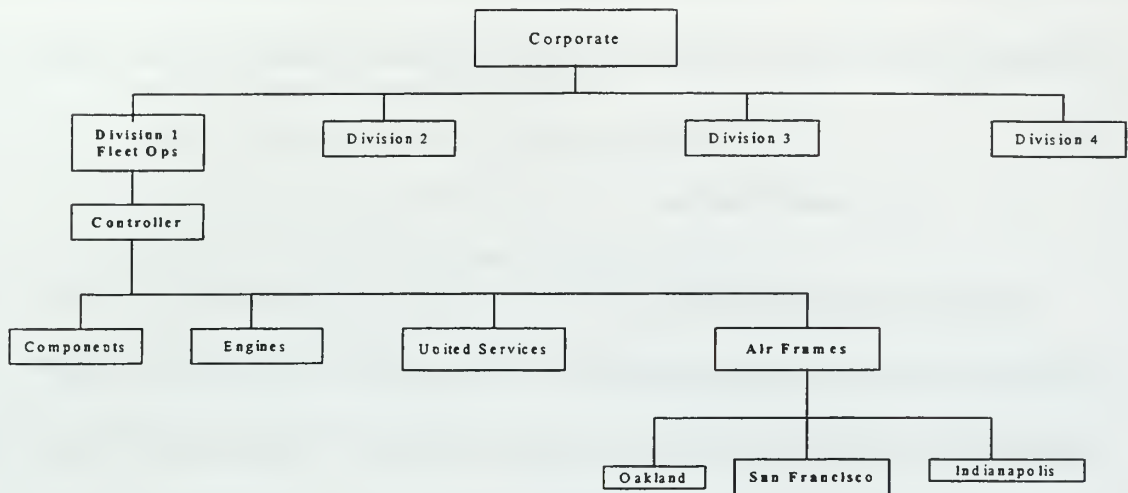 Corporate
Division 1
Fleet Ops
Division 2
Division 3
Division 4
Controller
Components
Engines
United Services
Air Frames
Oakland
San Francisco
Indianapolis